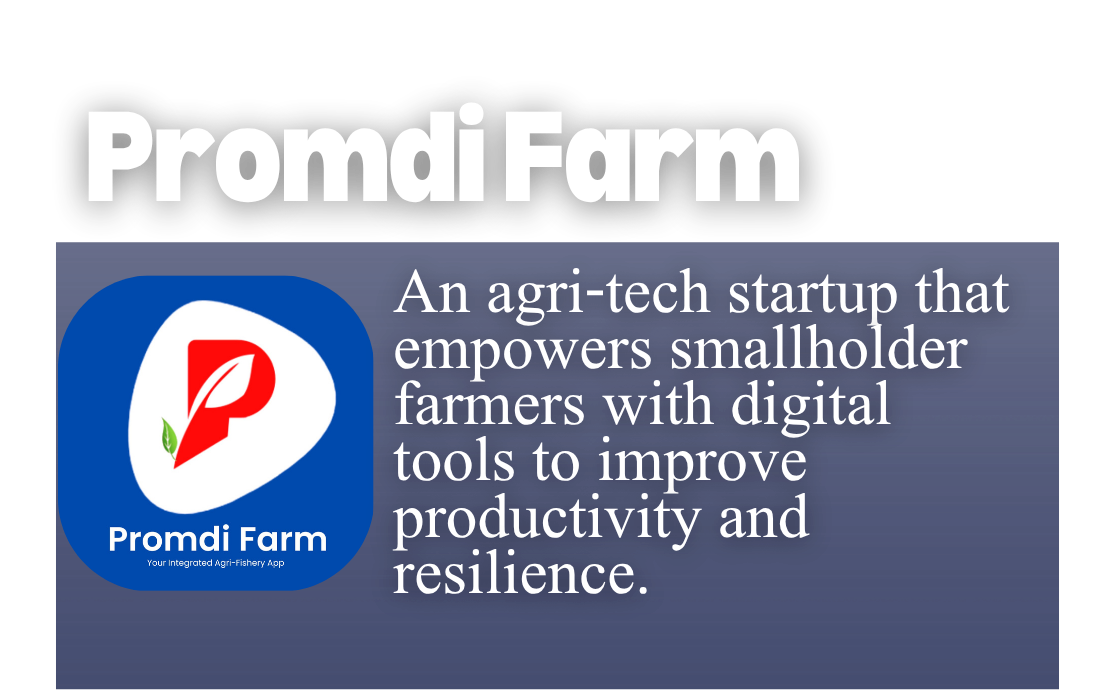 Promdi Farm
An agri-tech startup that
empowers smallholder
farmers with digital
tools to improve
productivity and
resilience.
Promdi Farm
Your Integrated Agri-Fishery App